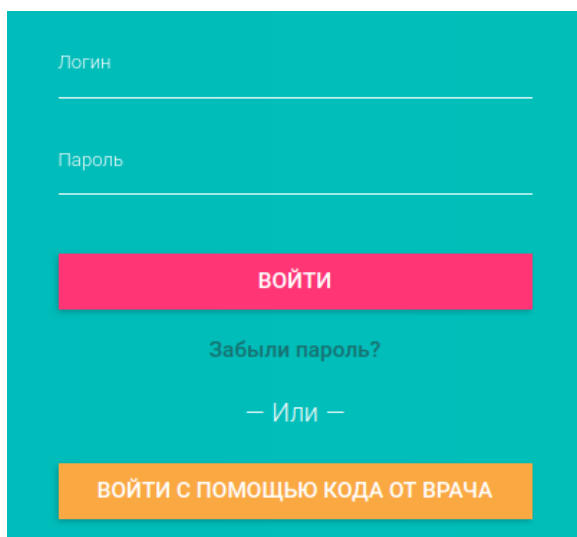 Логин
Пароль
ВОЙТИ
Забыли пароль?
— Или —
ВОЙТИ С ПОМОЩЬЮ КОДА ОТ ВРАЧА